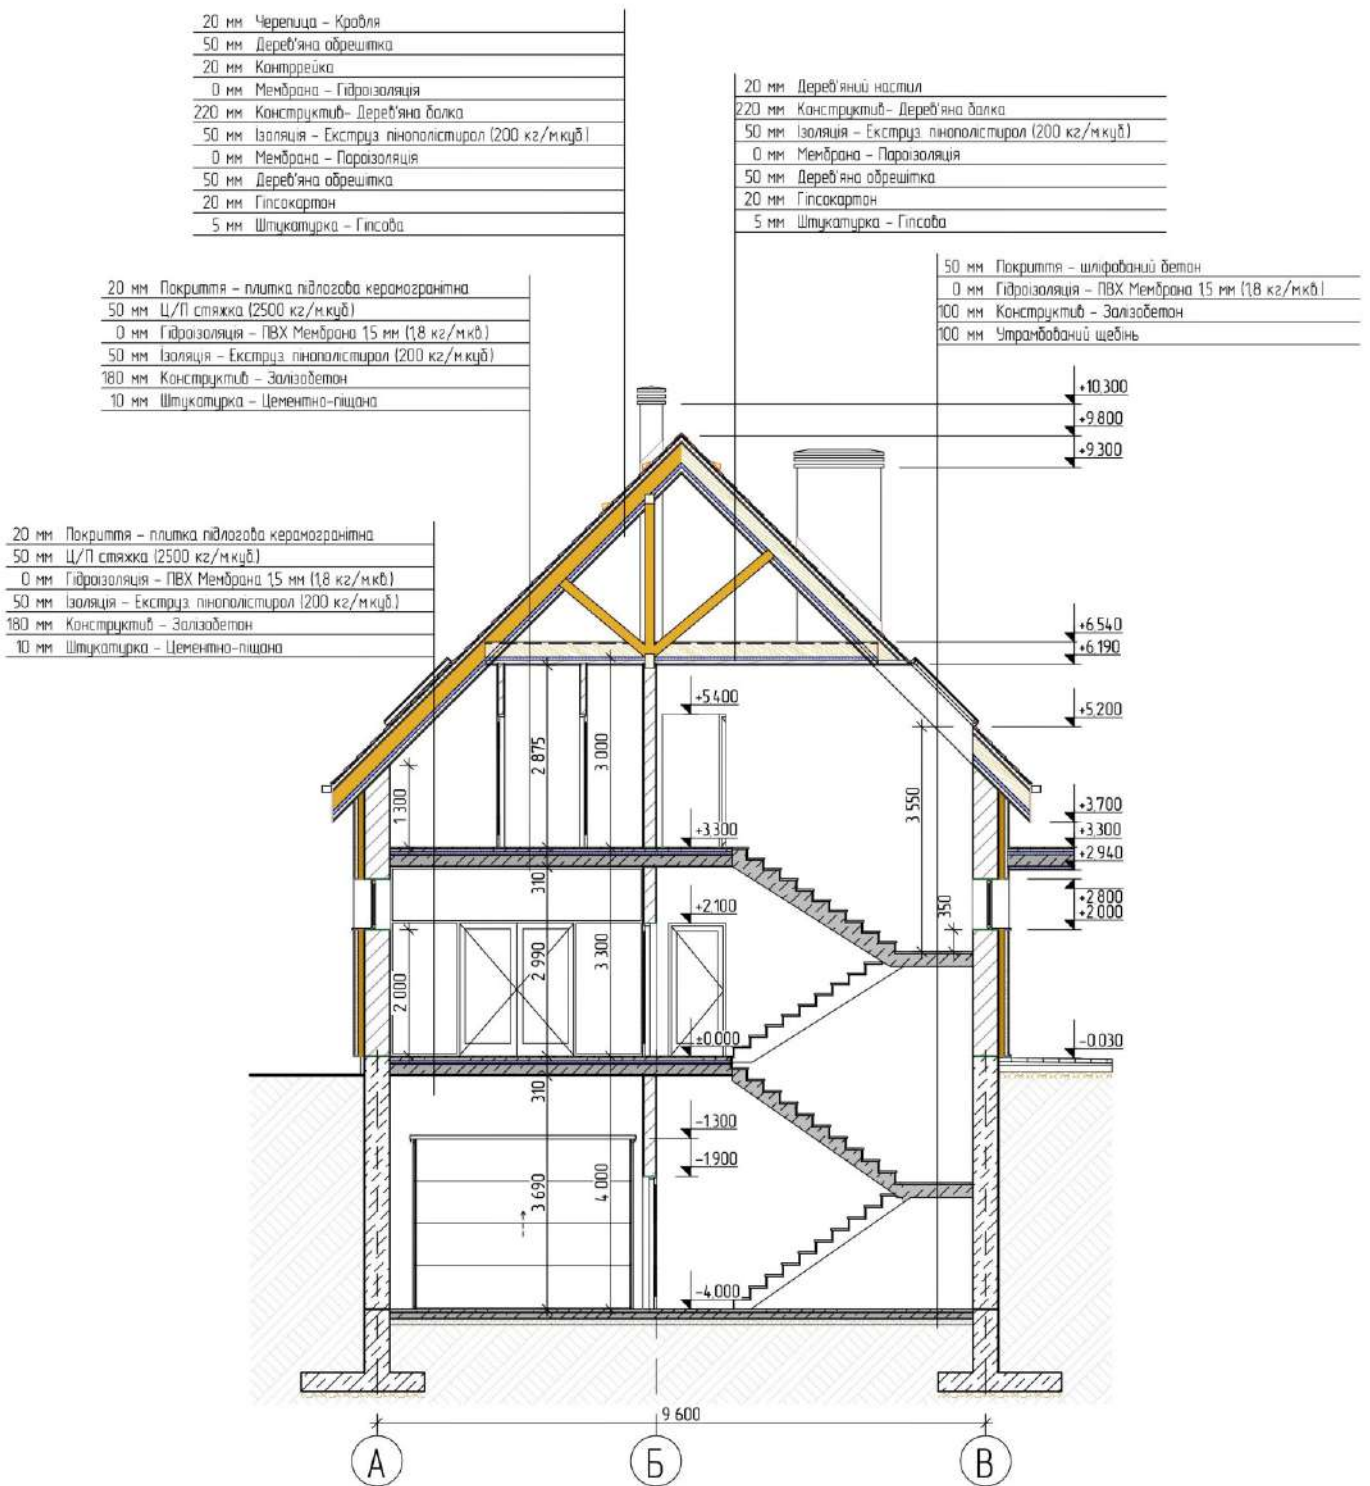 20 мм Черепица - Кровля
50 мм Дерев'яна обрешітка
20 мм Контррейка
0 мм Мембрана - Гідроізоляція
220 мм Конструктив- Дерев'яна балка
50 мм Ізоляція - Екструз. пінополістирол (200 кг/м.куб.)
0 мм Мембрана - Пароізоляція
50 мм Дерев'яна обрешітка
20 мм Гіпсокартон
5 мм Штукатурка - Гіпсова
20 мм Дерев'яний настил
220 мм Конструктив- Дерев'яна балка
50 мм Ізоляція - Екструз. пінополістирол (200 кг/м.куб.)
0 мм Мембрана - Пароізоляція
50 мм Дерев'яна обрешітка
20 мм Гіпсокартон
5 мм Штукатурка - Гіпсова
20 мм Покриття - плитка підлогова керамогранітна
50 мм Ц/П стяжка (2500 кг/м.куб.)
0 мм Гідроізоляція - ПВХ Мембрана 1,5 мм (1,8 кг/м.кв.)
50 мм Ізоляція - Екструз. пінополістирол (200 кг/м.куб)
180 мм Конструктив - Залізобетон
10 мм Штукатурка - Цементно-піщана
50 мм Покриття - шліфований бетон
0 мм Гідроізоляція - ПВХ Мембрана 1,5 мм (1,8 кг/м.кв.)
100 мм Конструктив - Залізобетон
100 мм Утрамбований щебінь
20 мм Покриття - плитка підлогова керамогранітна
50 мм Ц/П стяжка (2500 кг/м.куб.)
0 мм Гідроізоляція - ПВХ Мембрана 1,5 мм (1,8 кг/м.кв.)
50 мм Ізоляція - Екструз. пінополістирол (200 кг/м.куб.)
180 мм Конструктив - Залізобетон
10 мм Штукатурка - Цементно-піщана
+10,300
+9,800
+9,300
+6,540
+6,190
+5,400
+5,200
2 875
3 000
1 300
3 550
+3,700
+3,300
+3,300
+2,940
310
+2,800
+2,100
+2,000
350
2 990
3 300
2 000
±0,000
-0,030
310
-1,300
-1,900
3 690
4 000
-4,000
9 600
А
Б
В